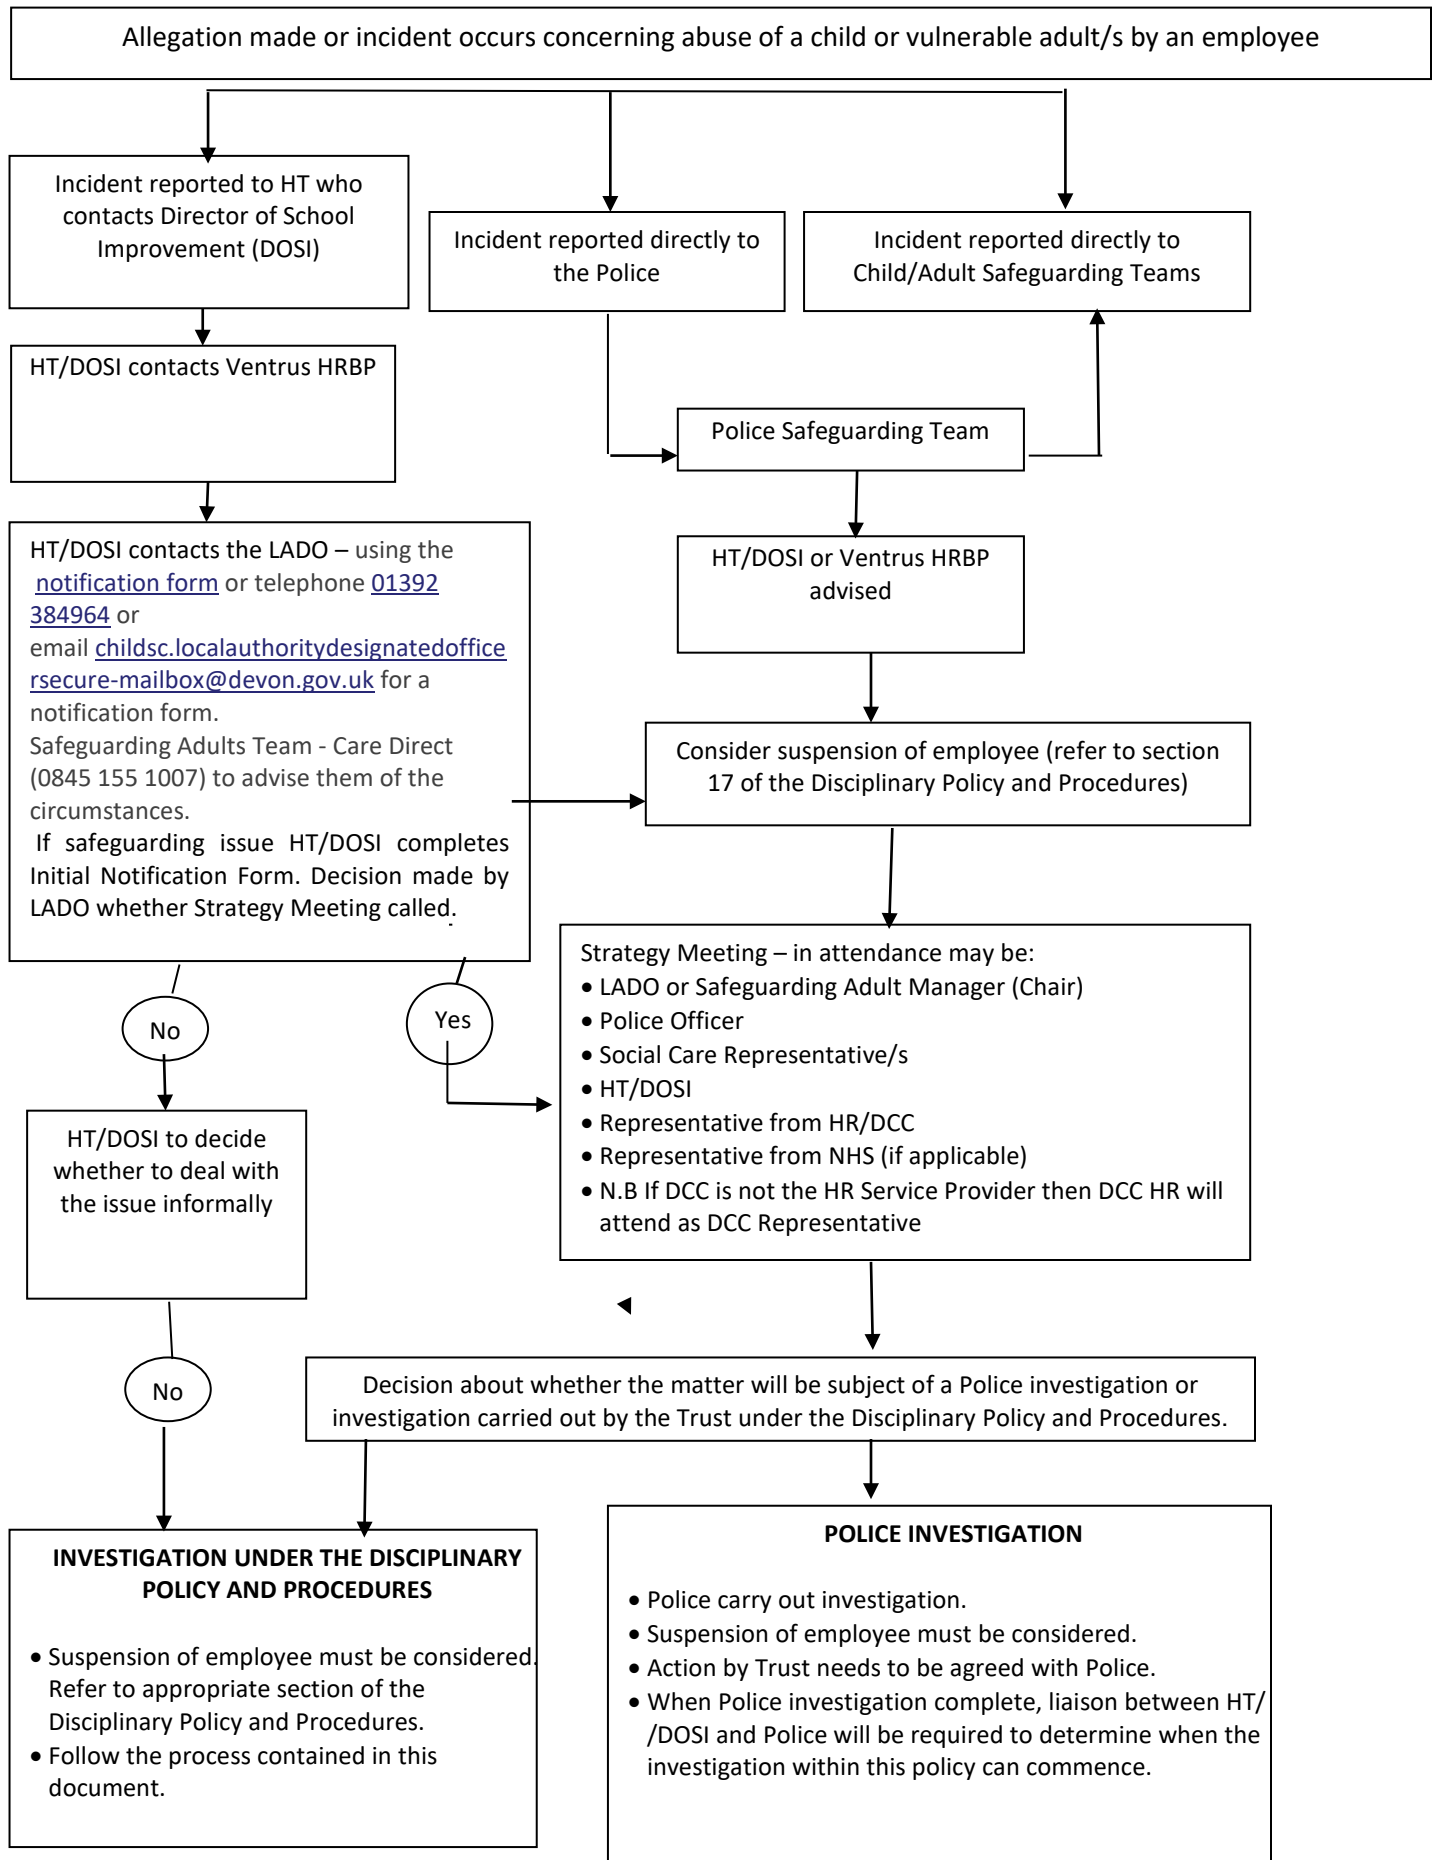 Allegation made or incident occurs concerning abuse of a child or vulnerable adult/s by an employee
Incident reported to HT who
contacts Director of School
Improvement (DOSI)
Incident reported directly to
the Police
Incident reported directly to
Child/Adult Safeguarding Teams
HT/DOSI contacts Ventrus HRBP
Police Safeguarding Team
HT/DOSI contacts the LADO – using the
notification form or telephone 01392
384964 or
email childsc.localauthoritydesignatedoffice
rsecure-mailbox@devon.gov.uk for a
notification form.
Safeguarding Adults Team - Care Direct
(0845 155 1007) to advise them of the
circumstances.
If safeguarding issue HT/DOSI completes
Initial Notification Form. Decision made by
LADO whether Strategy Meeting called.
HT/DOSI or Ventrus HRBP
advised
Consider suspension of employee (refer to section
17 of the Disciplinary Policy and Procedures)
No
Yes
Strategy Meeting – in attendance may be:
• LADO or Safeguarding Adult Manager (Chair)
• Police Officer
• Social Care Representative/s
• HT/DOSI
• Representative from HR/DCC
• Representative from NHS (if applicable)
• N.B If DCC is not the HR Service Provider then DCC HR will
attend as DCC Representative
HT/DOSI to decide
whether to deal with
the issue informally
No
Decision about whether the matter will be subject of a Police investigation or
investigation carried out by the Trust under the Disciplinary Policy and Procedures.
INVESTIGATION UNDER THE DISCIPLINARY
POLICY AND PROCEDURES
• Suspension of employee must be considered.
Refer to appropriate section of the
Disciplinary Policy and Procedures.
• Follow the process contained in this
document.
POLICE INVESTIGATION
• Police carry out investigation.
• Suspension of employee must be considered.
• Action by Trust needs to be agreed with Police.
• When Police investigation complete, liaison between HT/
/DOSI and Police will be required to determine when the
investigation within this policy can commence.